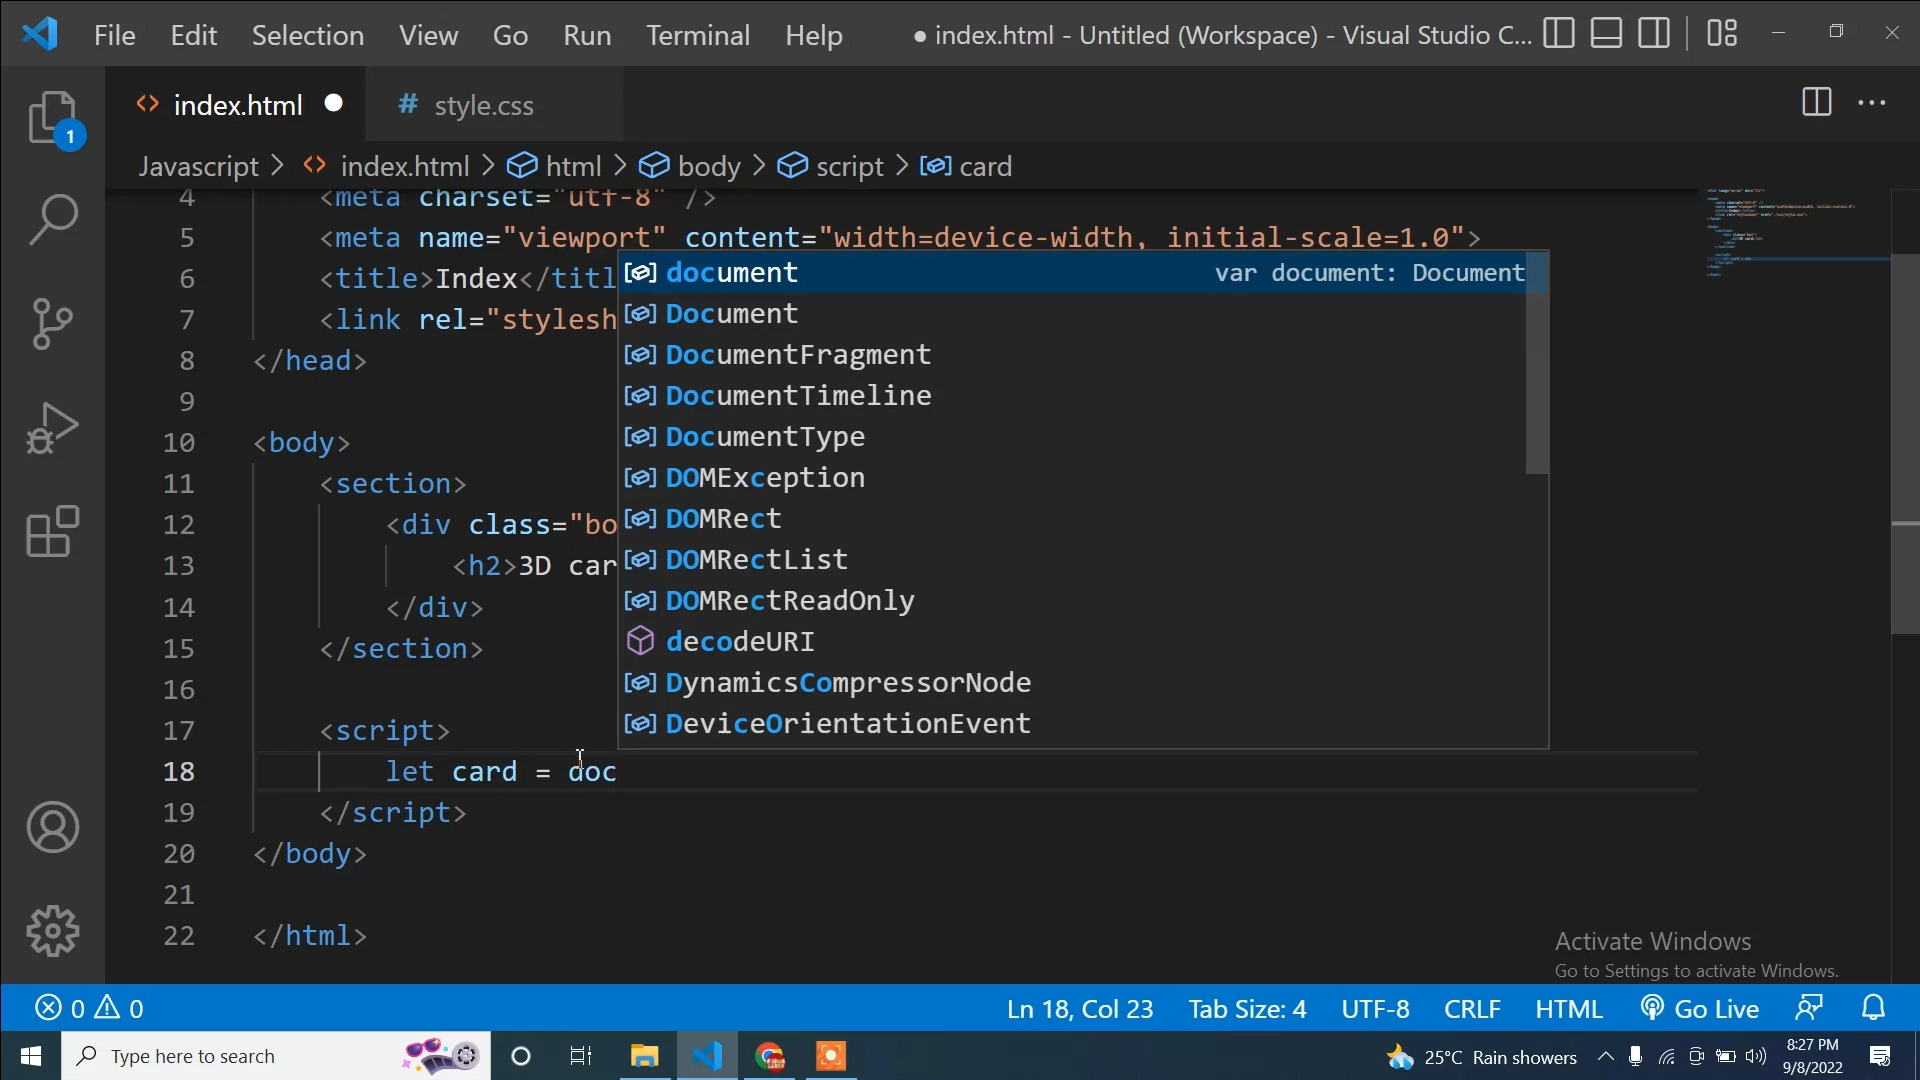 File Edit Selection View Go Run Terminal Help ● index.html - Untitled (Workspace) - Visual Studio C...
1
<> index.html ● # style.css
Javascript > <> index.html > html > body > script > card
4 <meta charset="utf-8" />
5 <meta name="viewport" content="width=device-width, initial-scale=1.0">
6 <title>Index</titl
7 <link rel="stylesh
8 </head>
9
10 <body>
11 <section>
12 <div class="bo
13 <h2>3D car
14 </div>
15 </section>
16
17 <script>
18 let card = doc
19 </script>
20 </body>
21
22 </html>
document var document: Document
Document
DocumentFragment
DocumentTimeline
DocumentType
DOMException
DOMRect
DOMRectList
DOMRectReadOnly
decodeURI
DynamicsCompressorNode
DeviceOrientationEvent
Activate Windows
Go to Settings to activate Windows.
0 0 Ln 18, Col 23 Tab Size: 4 UTF-8 CRLF HTML Go Live
Type here to search 25°C Rain showers 8:27 PM
9/8/2022